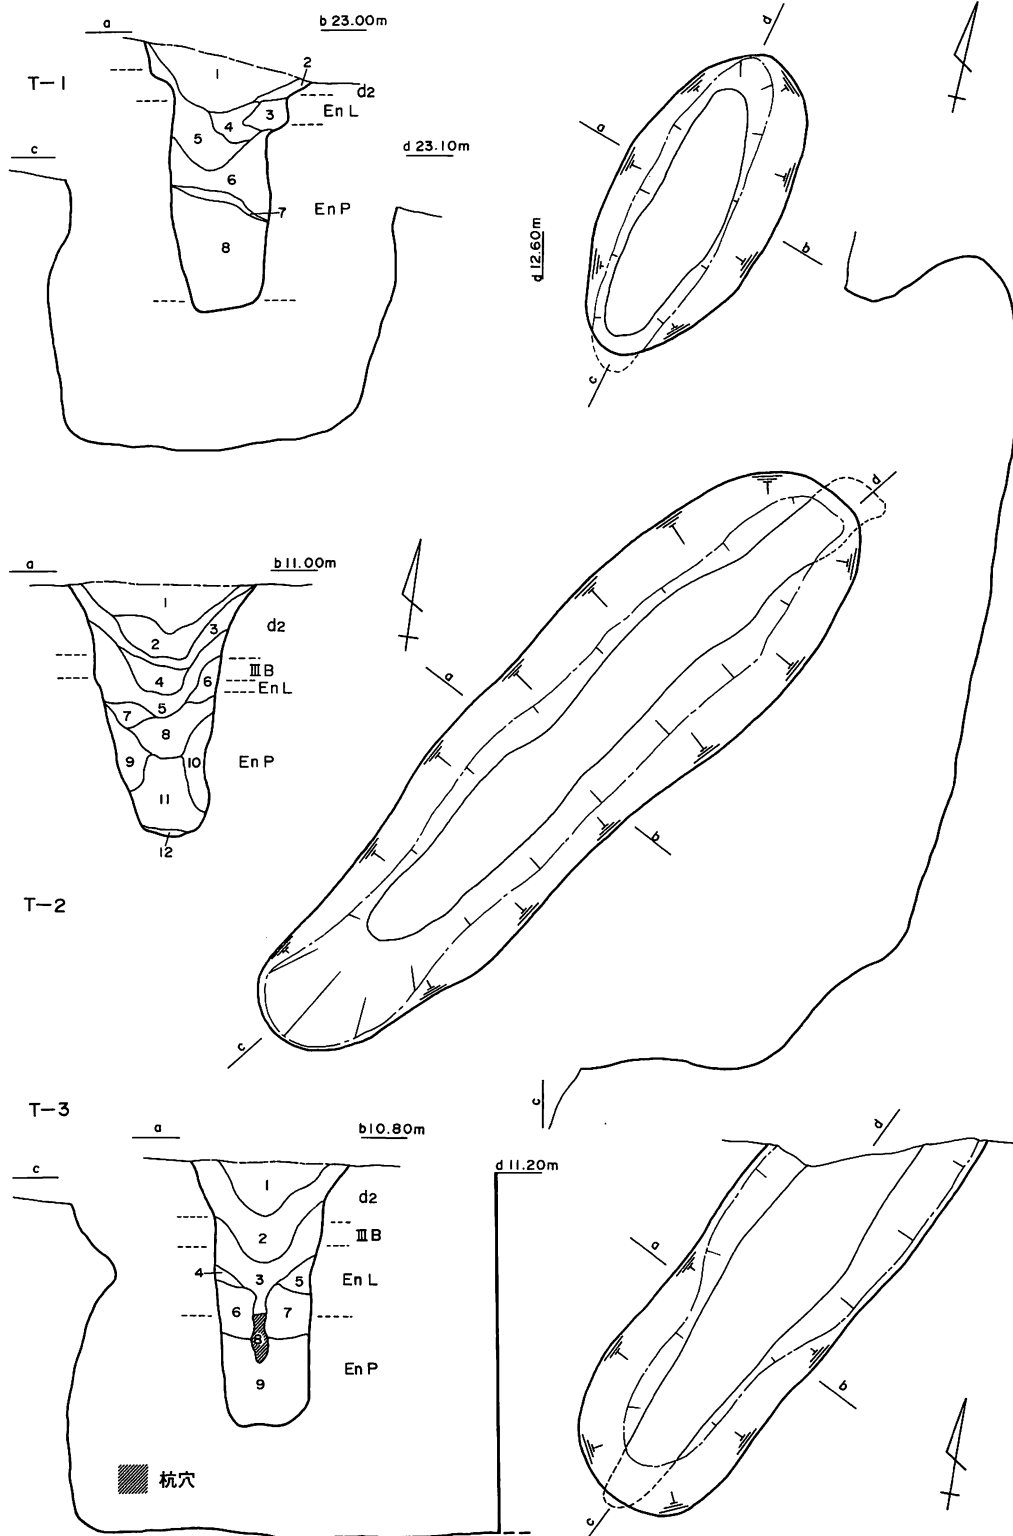 T-1
a
b 23.00m
1
2
d2
3
En L
4
5
c
d 23.10m
6
7
En P
8
d
a
b
c
d 12.60m
T-2
a
b 11.00m
1
2
3
d2
4
ⅢB
En L
5
6
7
8
9
10
En P
11
12
d
a
b
c
c
T-3
a
b 10.80m
c
d 11.20m
1
d2
2
ⅢB
3
4
5
En L
6
7
8
En P
9
杭穴
d
a
b
c